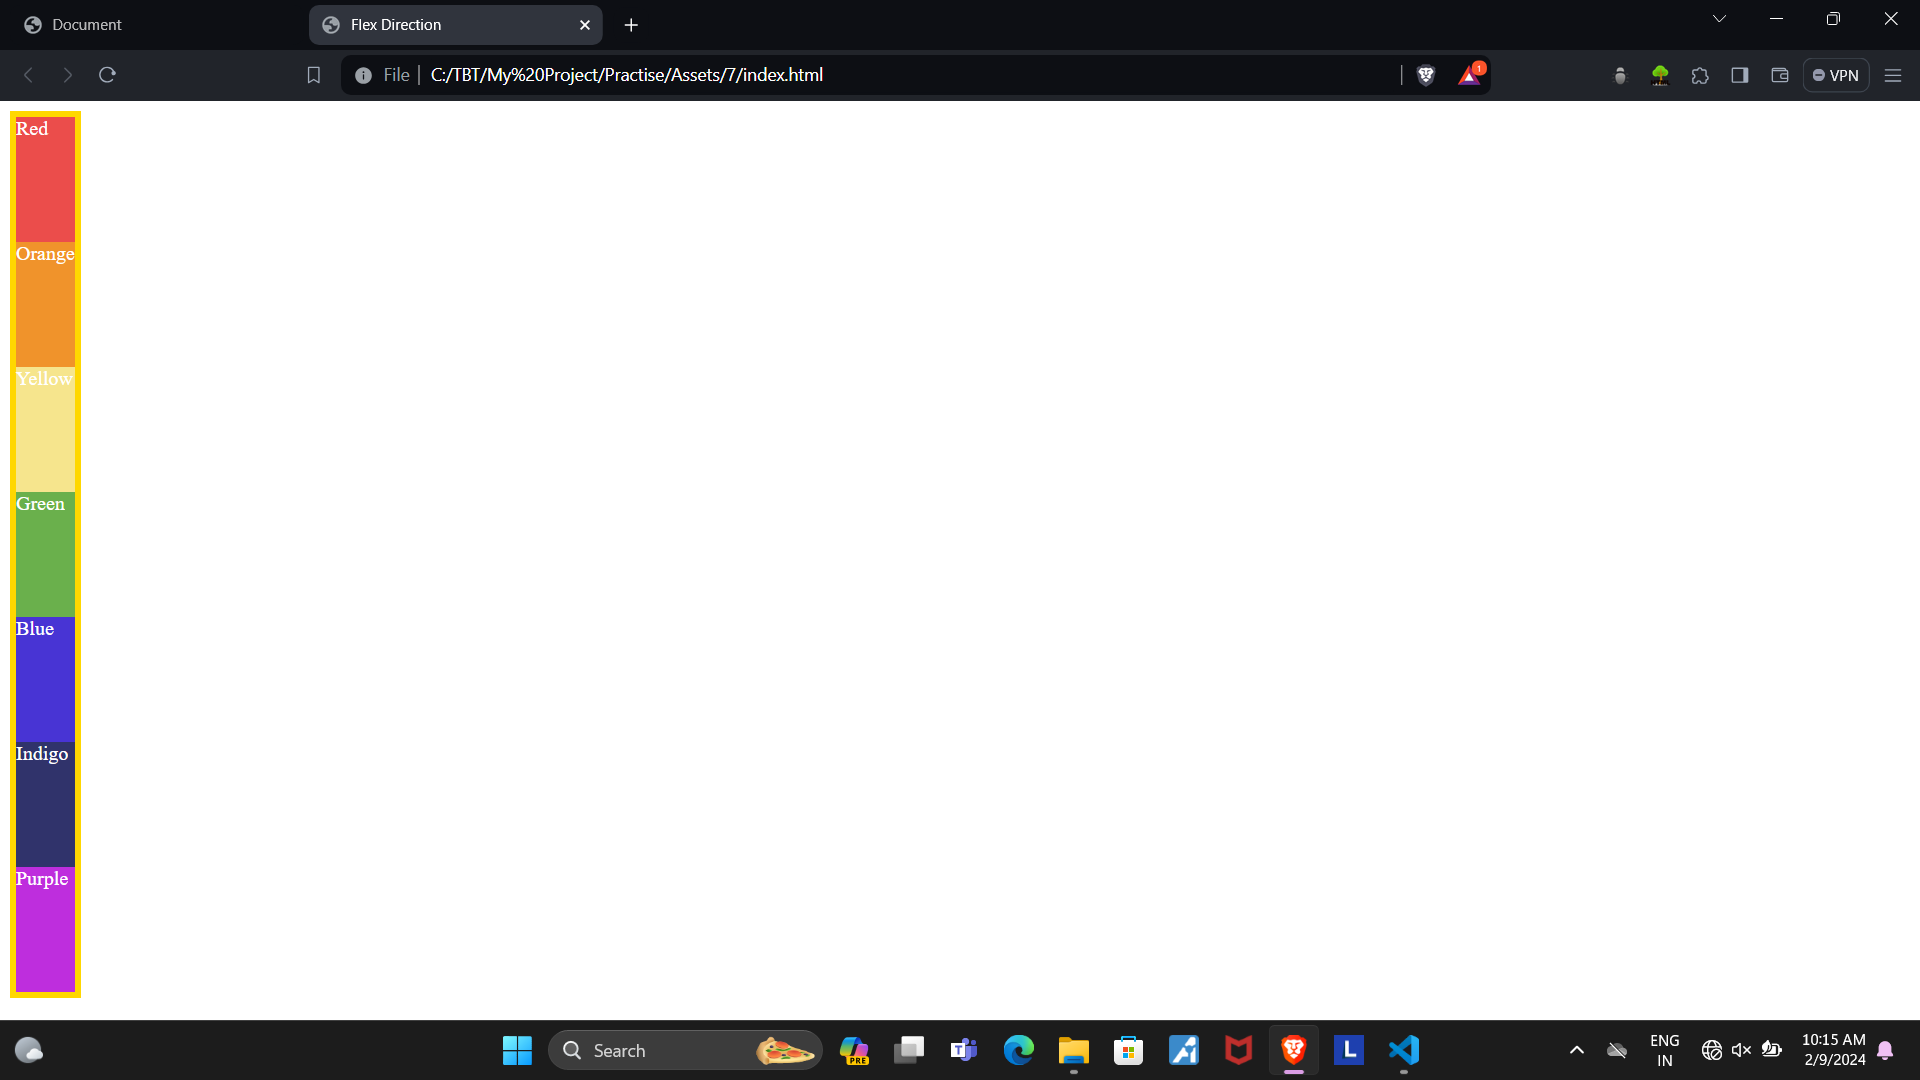 Document
Flex Direction
File
C:/TBT/My%20Project/Practise/Assets/7/index.html
1
VPN
Red
Orange
Yellow
Green
Blue
Indigo
Purple
Search
PRE
T
L
ENG
IN
10:15 AM
2/9/2024